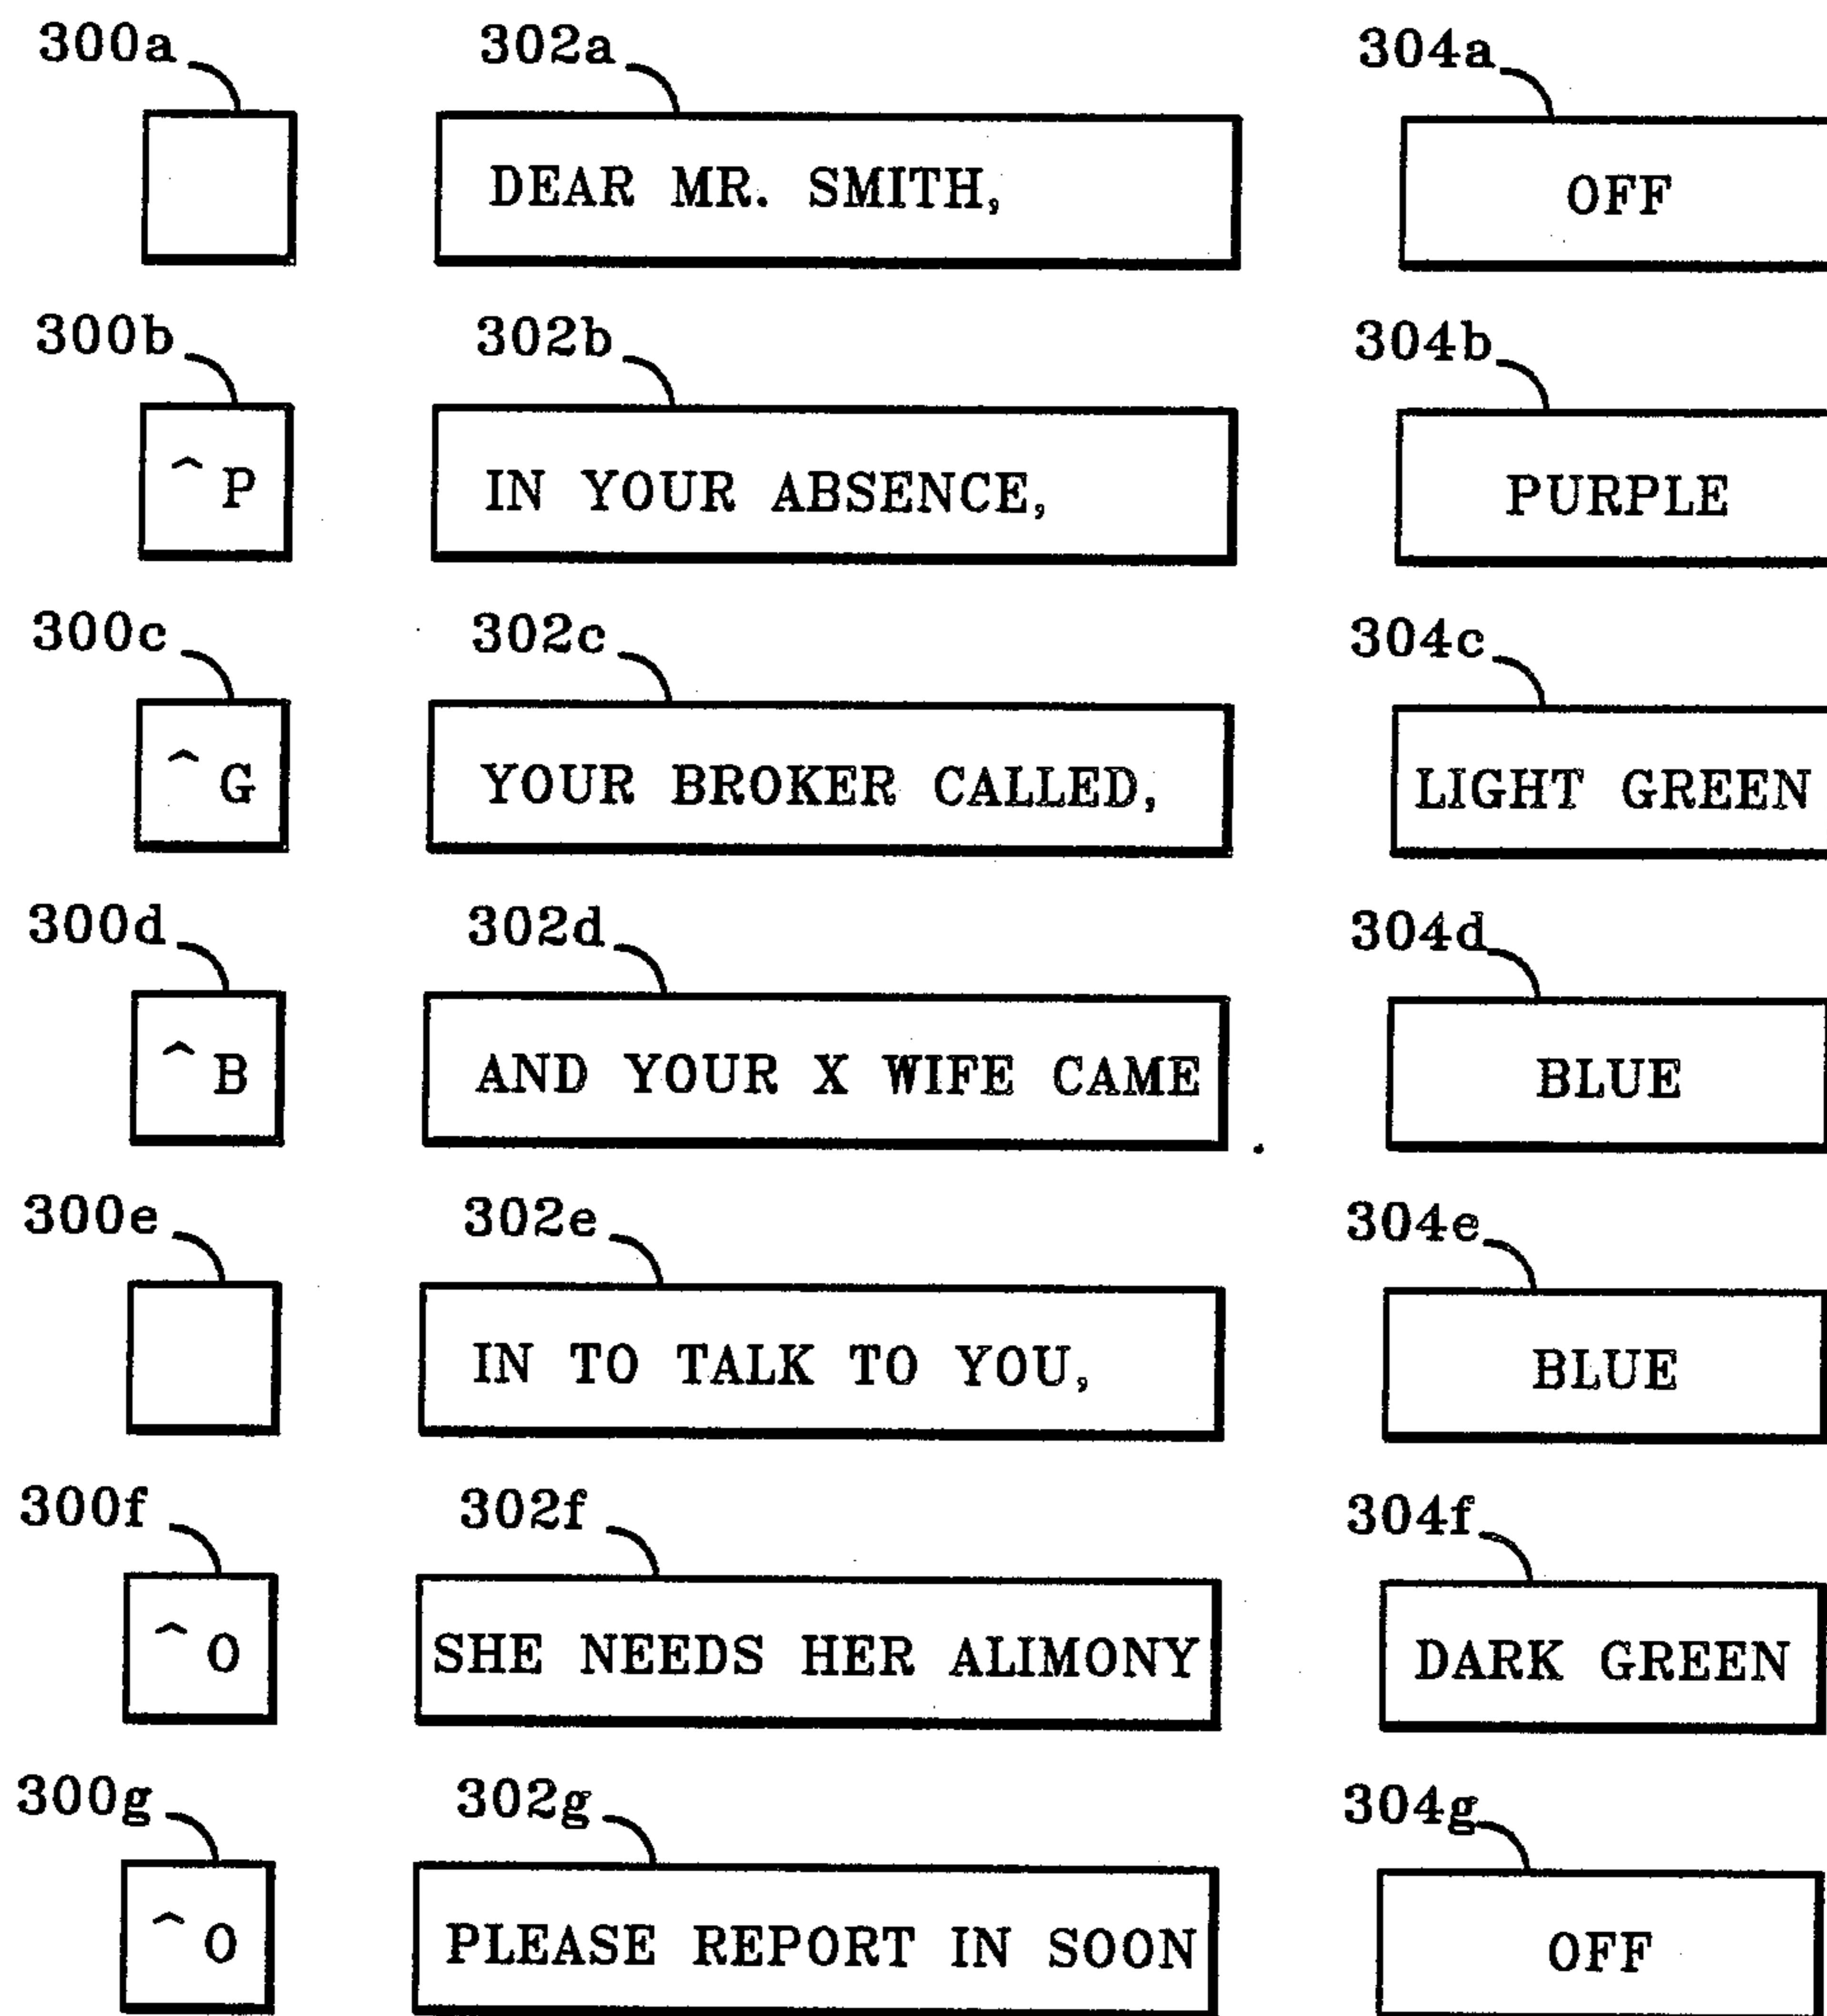 300a 302a 304a
DEAR MR. SMITH, OFF
300b 302b 304b
^ P IN YOUR ABSENCE, PURPLE
300c 302c 304c
^ G YOUR BROKER CALLED, LIGHT GREEN
300d 302d 304d
^ B AND YOUR X WIFE CAME BLUE
300e 302e 304e
IN TO TALK TO YOU, BLUE
300f 302f 304f
^ O SHE NEEDS HER ALIMONY DARK GREEN
300g 302g 304g
^ O PLEASE REPORT IN SOON OFF